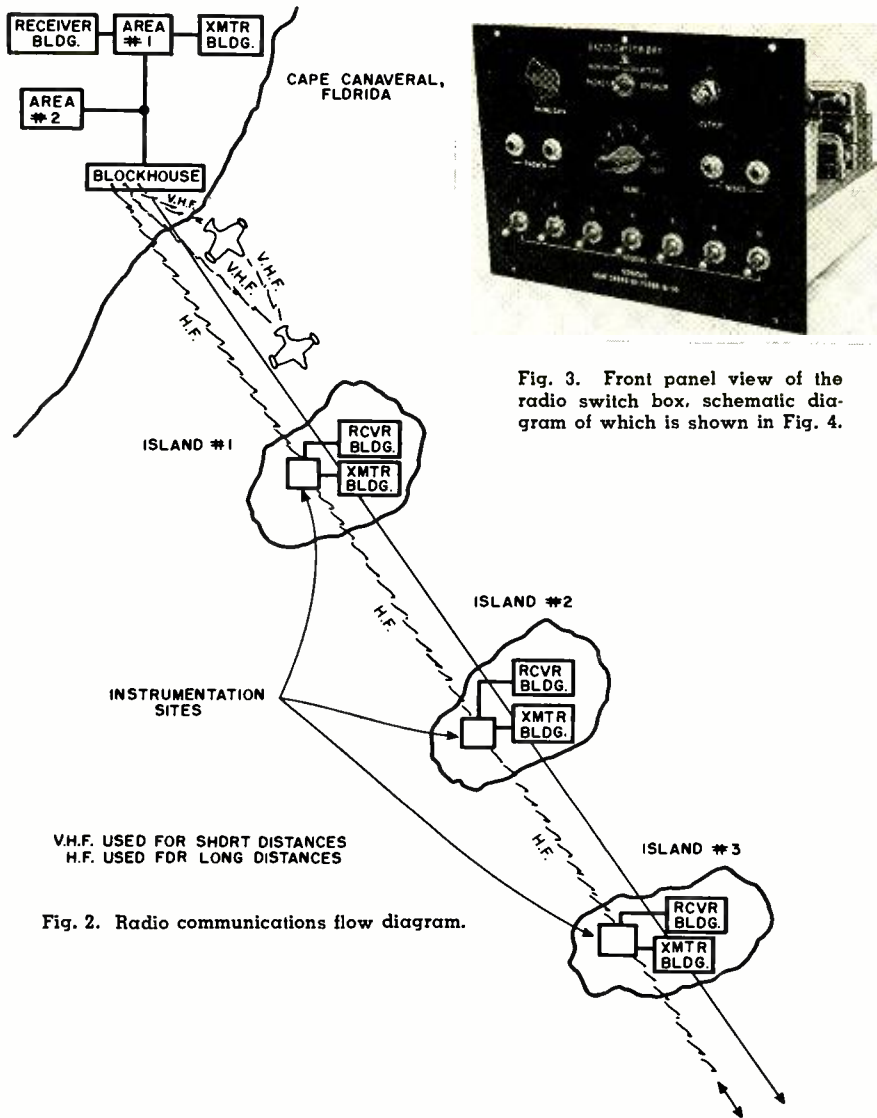 RECEIVER
BLDG.
AREA
#1
XMTR
BLDG.
CAPE CANAVERAL,
FLDRIDA
AREA
#2
BLOCKHOUSE
V.H.F.
V.H.F.
V.H.F.
H.F.
Fig. 3. Front panel view of the
radio switch box, schematic dia-
gram of which is shown in Fig. 4.
ISLAND #1
RCVR
BLDG.
XMTR
BLDG.
H.F.
ISLAND #2
RCVR
BLDG.
XMTR
BLDG.
INSTRUMENTATION
SITES
H.F.
V.H.F. USED FOR SHDRT DISTANCES
H.F. USED FDR LONG DISTANCES
ISLAND #3
RCVR
BLDG.
XMTR
BLDG.
Fig. 2. Radio communications flow diagram.